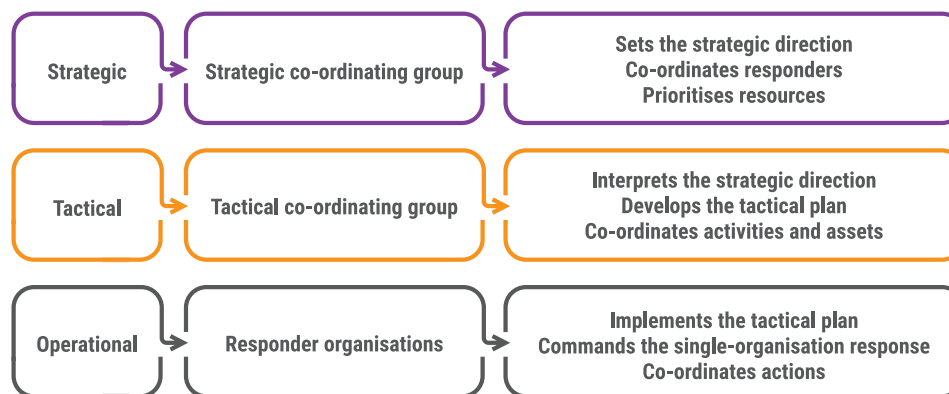 Strategic
Strategic co-ordinating group
Sets the strategic direction
Co-ordinates responders
Prioritises resources
Tactical
Tactical co-ordinating group
Interprets the strategic direction
Develops the tactical plan
Co-ordinates activities and assets
Operational
Responder organisations
Implements the tactical plan
Commands the single-organisation response
Co-ordinates actions